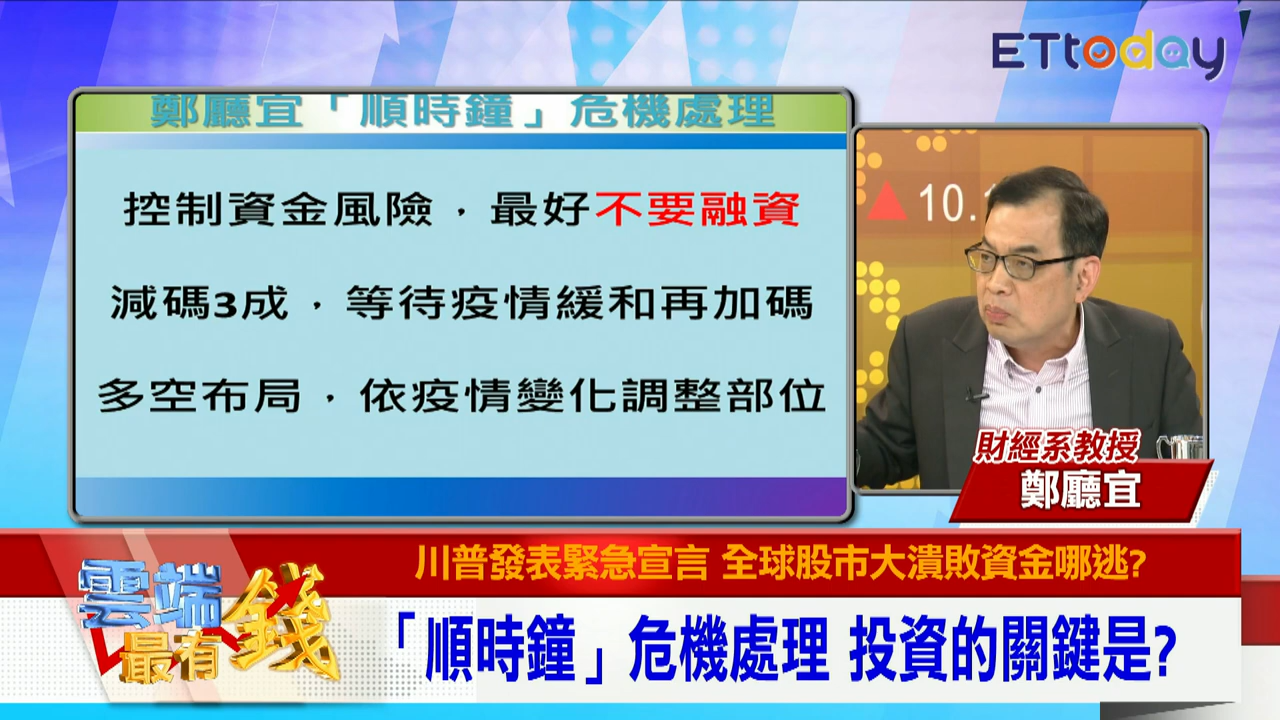 ETtoday
鄭廳宜「順時鐘」危機處理
控制資金風險，最好不要融資
減碼3成，等待疫情緩和再加碼
多空布局，依疫情變化調整部位
▲10.
財經系教授
鄭廳宜
川普發表緊急宣言 全球股市大潰敗資金哪逃?
雲端最有錢
「順時鐘」危機處理 投資的關鍵是?